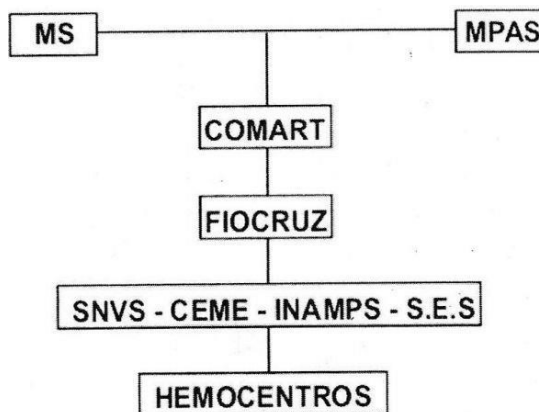 MS
MPAS
COMART
FIOCRUZ
SNVS - CEME - INAMPS - S.E.S
HEMOCENTROS